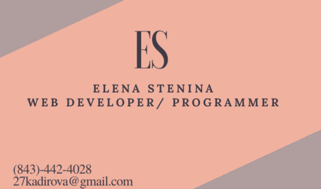 ES
ELENA STENINA
WEB DEVELOPER/ PROGRAMMER
(843)-442-4028
27kadirova@gmail.com